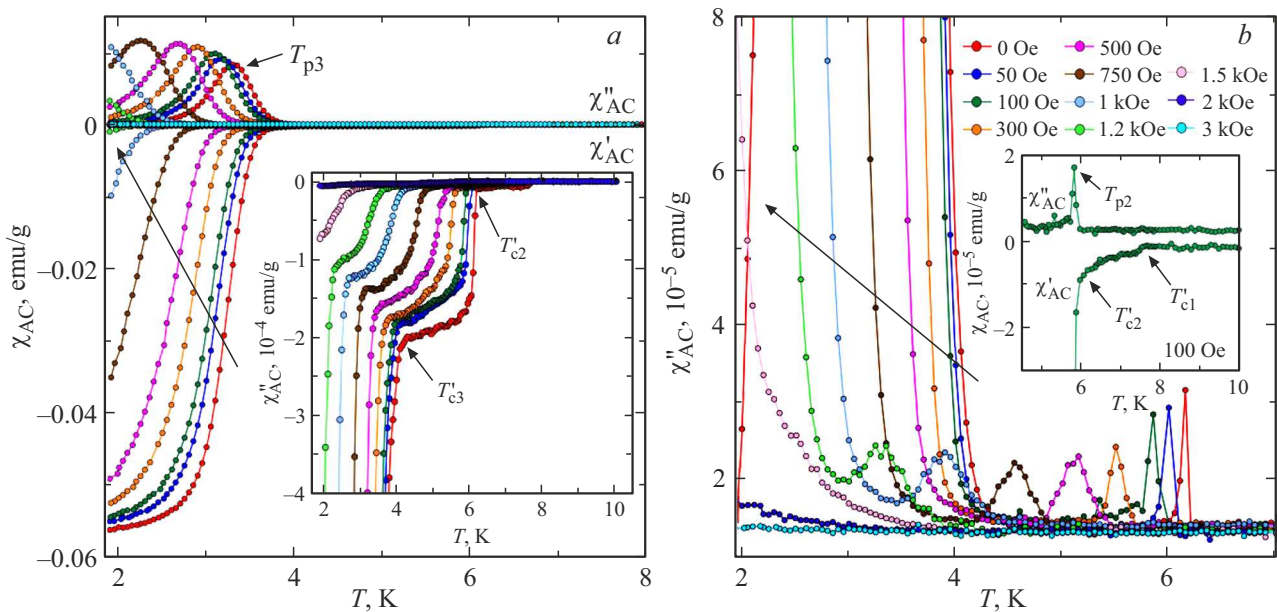 a
T_p3
χ''_AC
χ'_AC
χ_AC, emu/g
0
−0.02
−0.04
−0.06
2
4
6
8
T, K
0
−1
−2
−3
−4
χ''_AC, 10⁻⁴ emu/g
T'_c2
T'_c3
2
4
6
8
10
T, K
b
0 Oe
50 Oe
100 Oe
300 Oe
500 Oe
750 Oe
1 kOe
1.2 kOe
1.5 kOe
2 kOe
3 kOe
χ''_AC, 10⁻⁵ emu/g
8
6
4
2
2
4
6
T, K
2
1
0
−2
χ_AC, 10⁻⁵ emu/g
χ''_AC
T_p2
χ'_AC
T'_c2
T'_c1
100 Oe
6
8
10
T, K